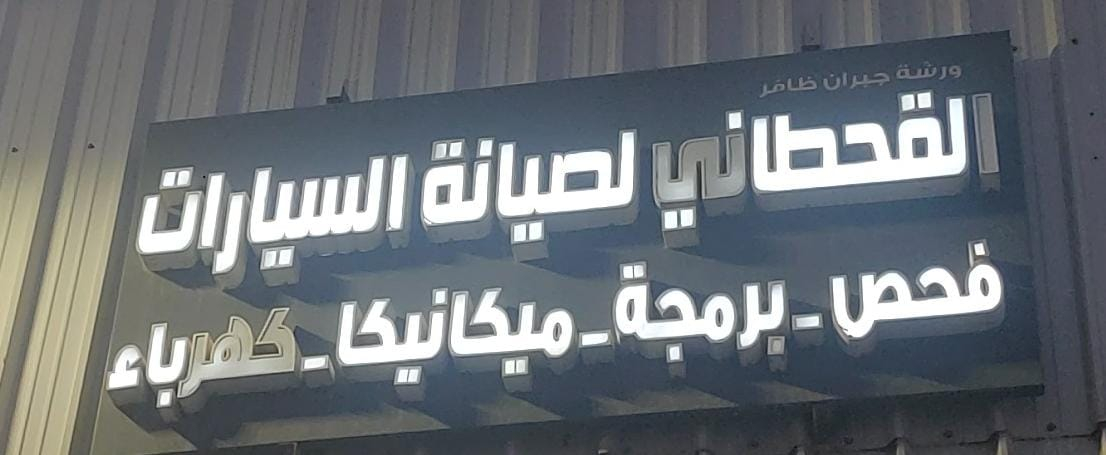 ورشة جبران ظافر
القحطاني لصيانة السيارات
فحص - برمجة - ميكانيكا - كهرباء